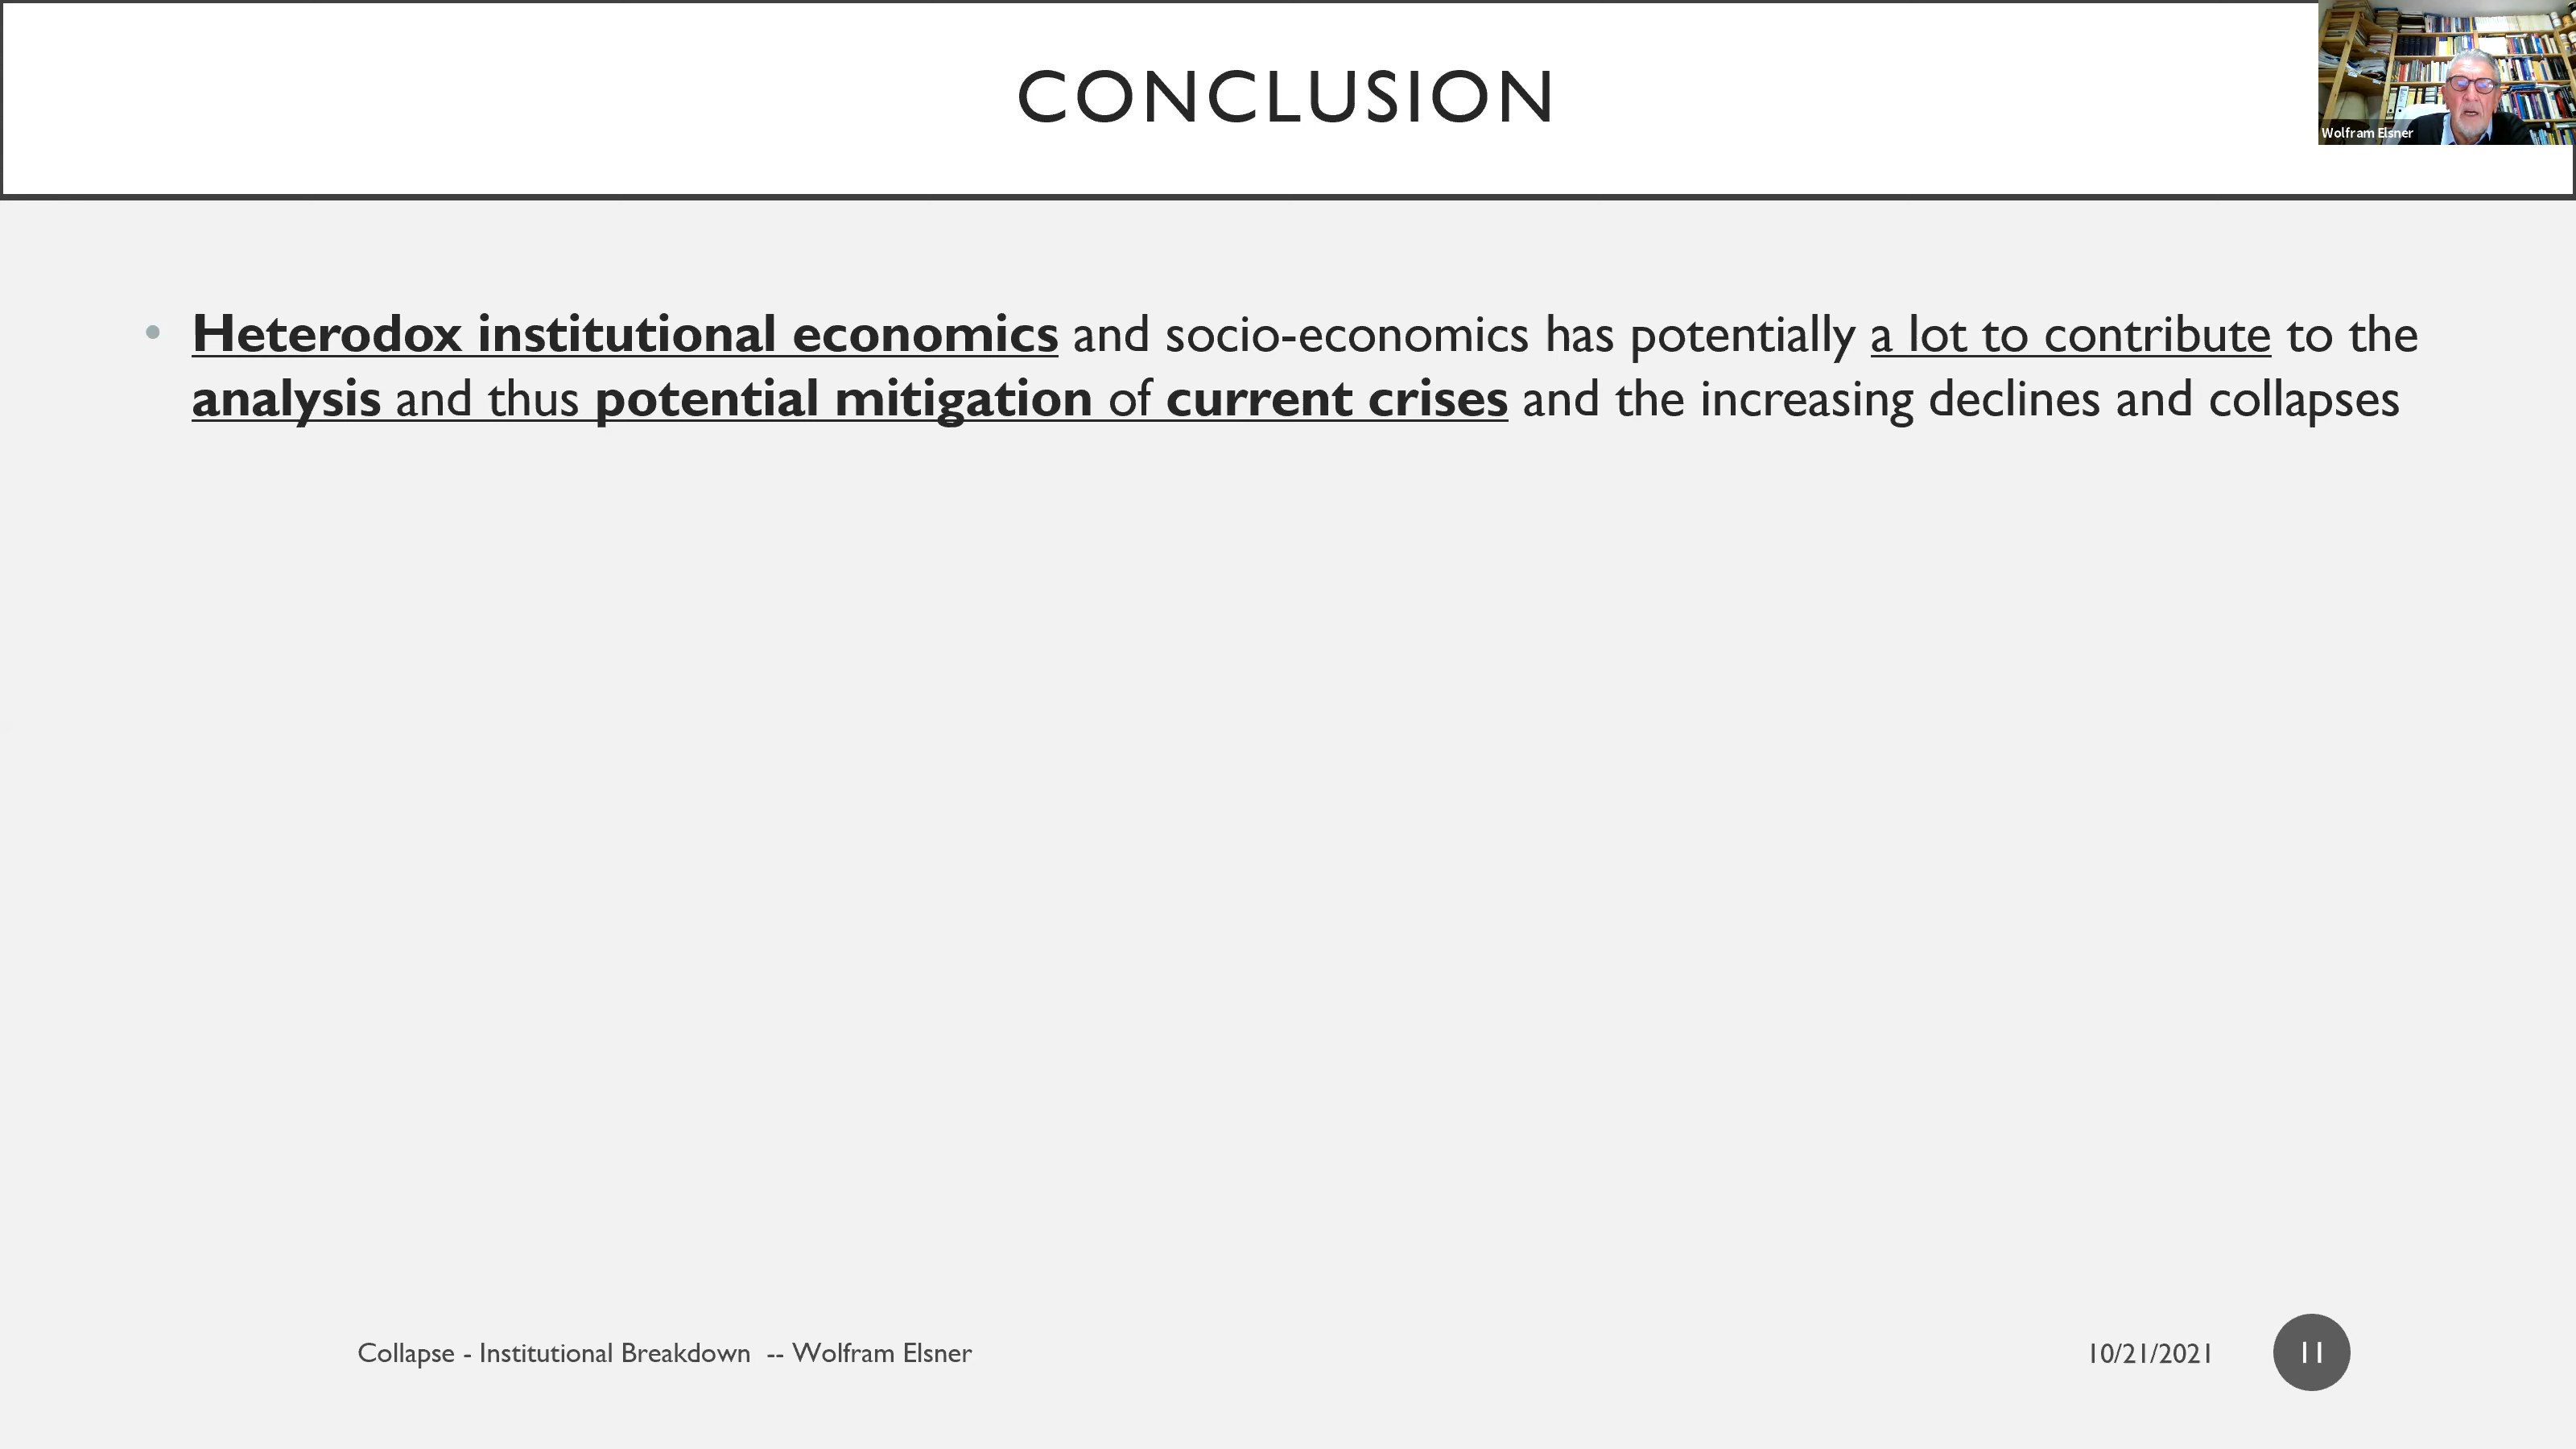 CONCLUSION
Wolfram Elsner
• Heterodox institutional economics and socio-economics has potentially a lot to contribute to the
analysis and thus potential mitigation of current crises and the increasing declines and collapses
Collapse - Institutional Breakdown -- Wolfram Elsner
10/21/2021
11